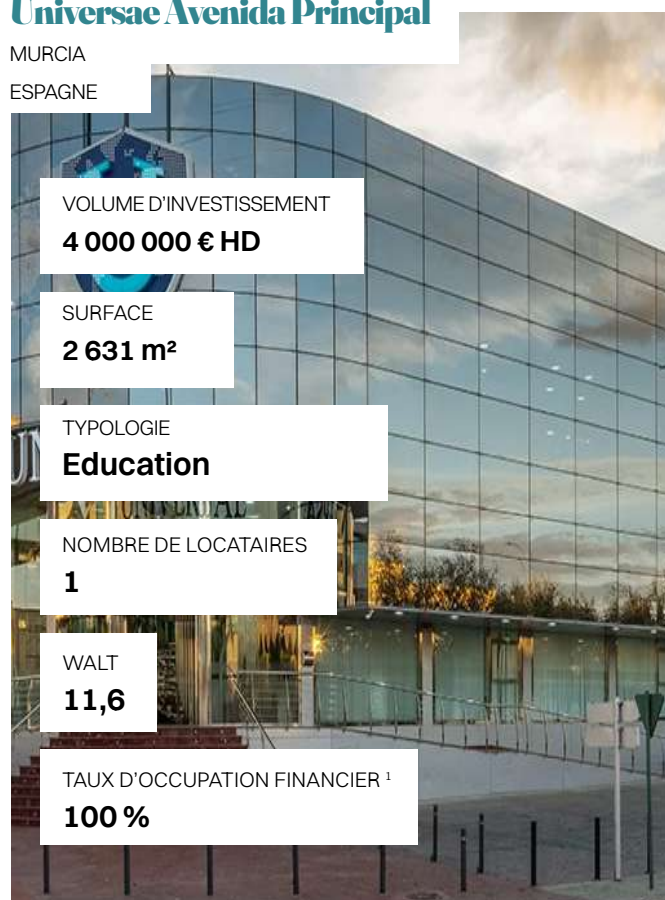 Universae Avenida Principal
MURCIA
ESPAGNE
VOLUME D'INVESTISSEMENT
4 000 000 € HD
SURFACE
2 631 m²
TYPOLOGIE
Education
NOMBRE DE LOCATAIRES
1
WALT
11,6
TAUX D'OCCUPATION FINANCIER ¹
100 %